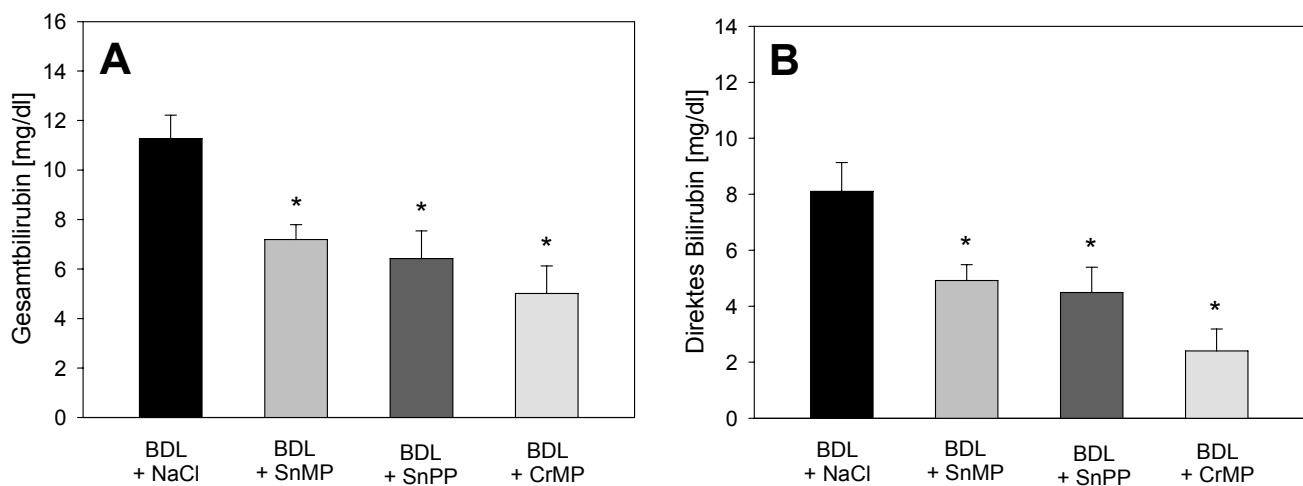 A
Gesamtbilirubin [mg/dl]
16
14
12
10
8
6
4
2
0
*
*
*
BDL
+ NaCl
BDL
+ SnMP
BDL
+ SnPP
BDL
+ CrMP
B
Direktes Bilirubin [mg/dl]
14
12
10
8
6
4
2
0
*
*
*
BDL
+ NaCl
BDL
+ SnMP
BDL
+ SnPP
BDL
+ CrMP